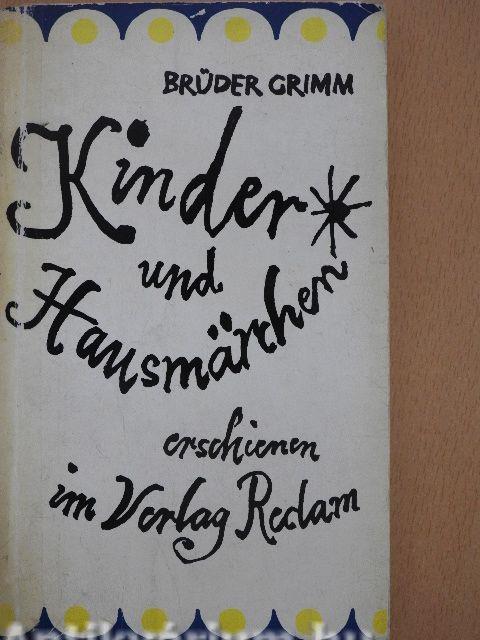 BRÜDER GRIMM
Kinder
und
Hausmärchen
erschienen
im Verlag Reclam